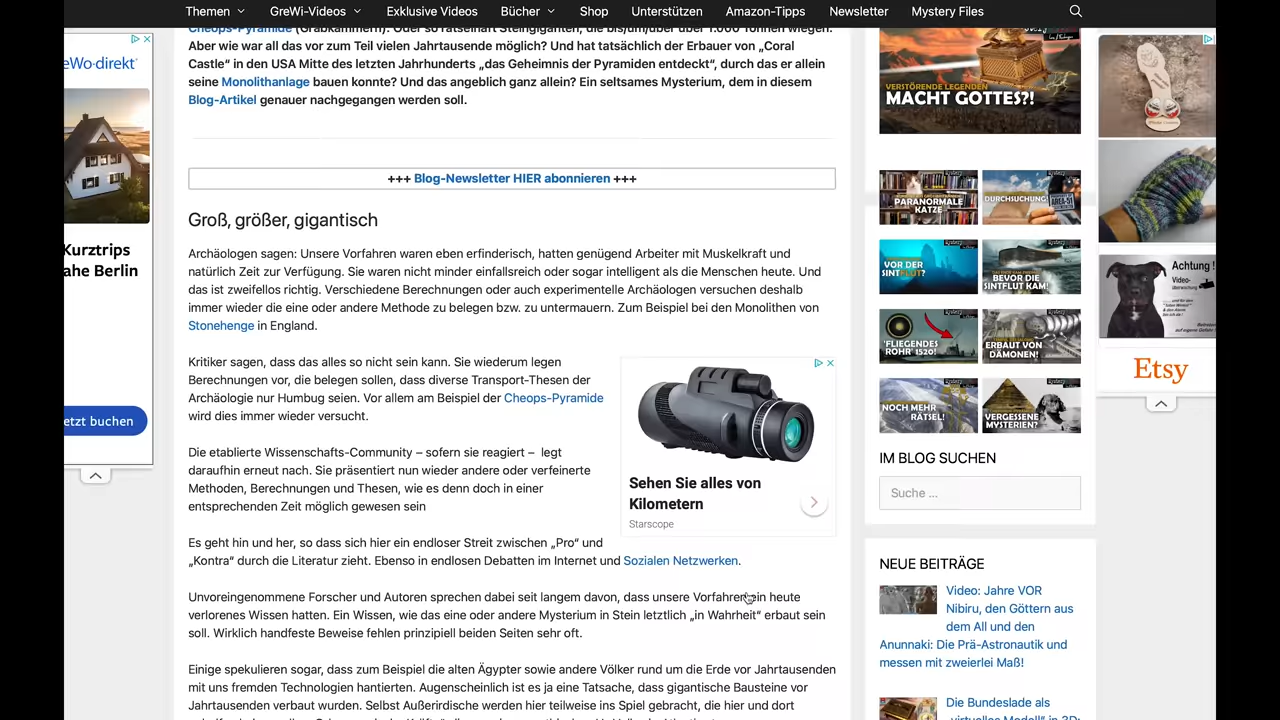 Themen
GreWi-Videos
Exklusive Videos
Bücher
Shop
Unterstützten
Amazon-Tipps
Newsletter
Mystery Files
Cheops-Pyramide (Grabkammern). Oder so rätselhaft Steingiganten, die bis/um/über über 1.000 Tonnen wiegen.
Aber wie war all das vor zum Teil vielen Jahrtausende möglich? Und hat tatsächlich der Erbauer von „Coral
Castle“ in den USA Mitte des letzten Jahrhunderts „das Geheimnis der Pyramiden entdeckt“, durch das er allein
seine Monolithanlage bauen konnte? Und das angeblich ganz allein? Ein seltsames Mysterium, dem in diesem
Blog-Artikel genauer nachgegangen werden soll.
+++ Blog-Newsletter HIER abonnieren +++
Groß, größer, gigantisch
Archäologen sagen: Unsere Vorfahren waren eben erfinderisch, hatten genügend Arbeiter mit Muskelkraft und
natürlich Zeit zur Verfügung. Sie waren nicht minder einfallsreich oder sogar intelligent als die Menschen heute. Und
das ist zweifellos richtig. Verschiedene Berechnungen oder auch experimentelle Archäologen versuchen deshalb
immer wieder die eine oder andere Methode zu belegen bzw. zu untermauern. Zum Beispiel bei den Monolithen von
Stonehenge in England.
Kritiker sagen, dass das alles so nicht sein kann. Sie wiederum legen
Berechnungen vor, die belegen sollen, dass diverse Transport-Thesen der
Archäologie nur Humbug seien. Vor allem am Beispiel der Cheops-Pyramide
wird dies immer wieder versucht.
Die etablierte Wissenschafts-Community – sofern sie reagiert – legt
daraufhin erneut nach. Sie präsentiert nun wieder andere oder verfeinerte
Methoden, Berechnungen und Thesen, wie es denn doch in einer
entsprechenden Zeit möglich gewesen sein
Es geht hin und her, so dass sich hier ein endloser Streit zwischen „Pro“ und
„Kontra“ durch die Literatur zieht. Ebenso in endlosen Debatten im Internet und Sozialen Netzwerken.
Unvoreingenommene Forscher und Autoren sprechen dabei seit langem davon, dass unsere Vorfahren ein heute
verlorenes Wissen hatten. Ein Wissen, wie das eine oder andere Mysterium in Stein letztlich „in Wahrheit“ erbaut sein
soll. Wirklich handfeste Beweise fehlen prinzipiell beiden Seiten sehr oft.
Einige spekulieren sogar, dass zum Beispiel die alten Ägypter sowie andere Völker rund um die Erde vor Jahrtausenden
mit uns fremden Technologien hantierten. Augenscheinlich ist es ja eine Tatsache, dass gigantische Bausteine vor
Jahrtausenden verbaut wurden. Selbst Außerirdische werden hier teilweise ins Spiel gebracht, die hier und dort
Sehen Sie alles von
Kilometern
Starscope
eWo-direkt
Kurztrips
ahe Berlin
etzt buchen
VERSTÖRENDE LEGENDEN
MACHT GOTTES?!
PARANORMALE
KATZE
DURCHSUCHUNG!
VOR DER
SINTFLUT?
BEVOR DIE
SINTFLUT KAM!
'FLIEGENDES
ROHR' 1520!
ERBAUT VON
DÄMONEN!
NOCH MEHR
RÄTSEL!
VERGESSENE
MYSTERIEN?
IM BLOG SUCHEN
Suche ...
NEUE BEITRÄGE
Video: Jahre VOR
Nibiru, den Göttern aus
dem All und den
Anunnaki: Die Prä-Astronautik und
messen mit zweierlei Maß!
Die Bundeslade als
„virtuelles Modell“ in 3D:
Achtung !
Video-
Etsy